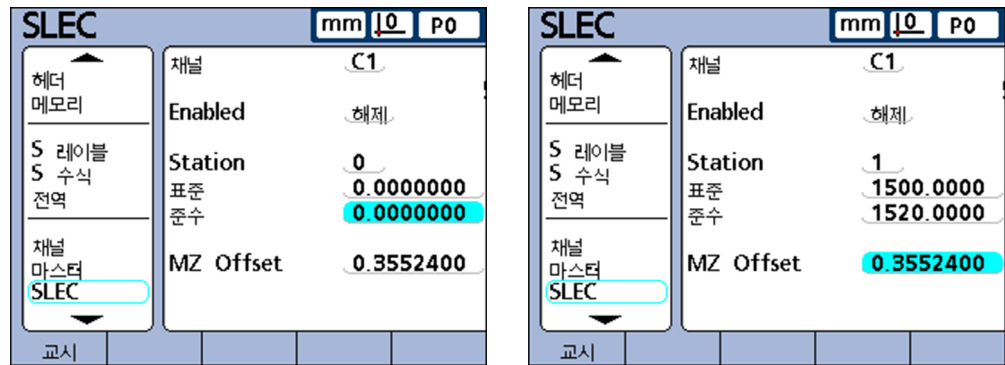 SLEC mm 0 P0
헤더
메모리
S 레이블
S 수식
전역
채널
마스터
SLEC
채널 C1
Enabled 해제
Station 0
표준 0.0000000
준수 0.0000000
MZ Offset 0.3552400
교시
SLEC mm 0 P0
헤더
메모리
S 레이블
S 수식
전역
채널
마스터
SLEC
채널 C1
Enabled 해제
Station 1
표준 1500.0000
준수 1520.0000
MZ Offset 0.3552400
교시